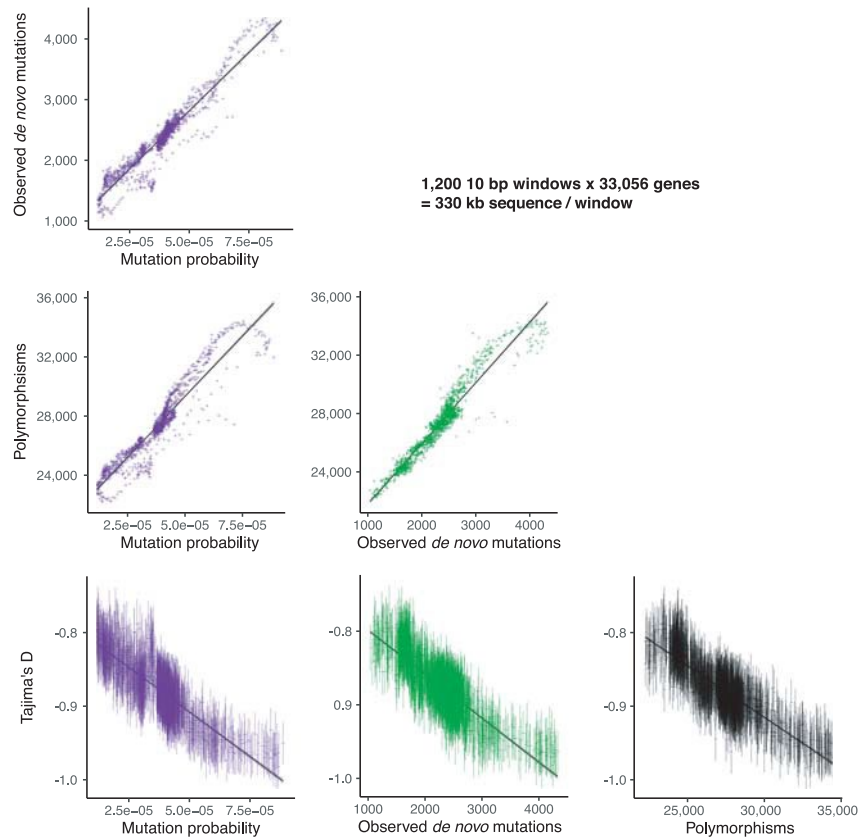 Observed de novo mutations
4,000
3,000
2,000
1,000
2.5e−05 5.0e−05 7.5e−05
Mutation probability
1,200 10 bp windows x 33,056 genes
= 330 kb sequence / window
Polymorphsisms
36,000
32,000
28,000
24,000
2.5e−05 5.0e−05 7.5e−05
Mutation probability
36,000
32,000
28,000
24,000
1000 2000 3000 4000
Observed de novo mutations
Tajima's D
-0.8
-0.9
-1.0
2.5e−05 5.0e−05 7.5e−05
Mutation probability
-0.8
-0.9
-1.0
1000 2000 3000 4000
Observed de novo mutations
-0.8
-0.9
-1.0
25,000 30,000 35,000
Polymorphisms